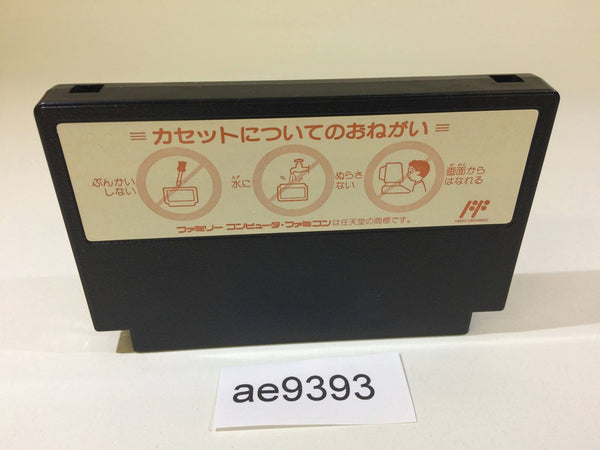 カセットについてのおねがい
ぶんかい
しない
水に
ぬらさ
ない
画面から
はなれる
ファミリー コンピュータ・ファミコンは任天堂の商標です。
ae9393